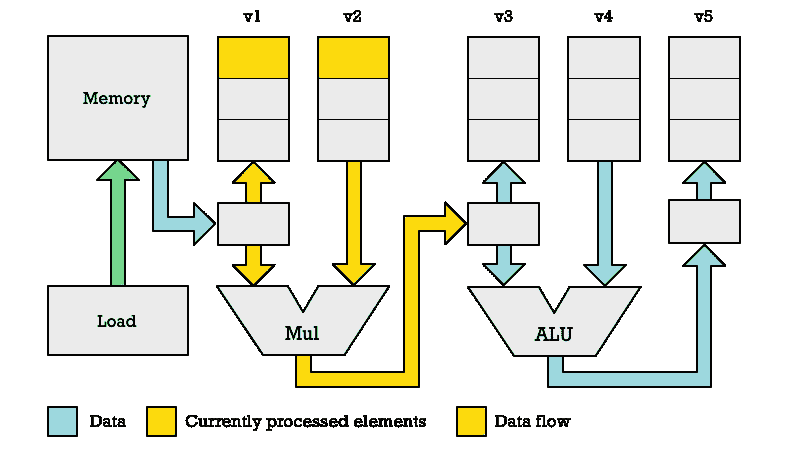 v1 v2 v3 v4 v5
Memory
Load
Mul
ALU
Data
Currently processed elements
Data flow